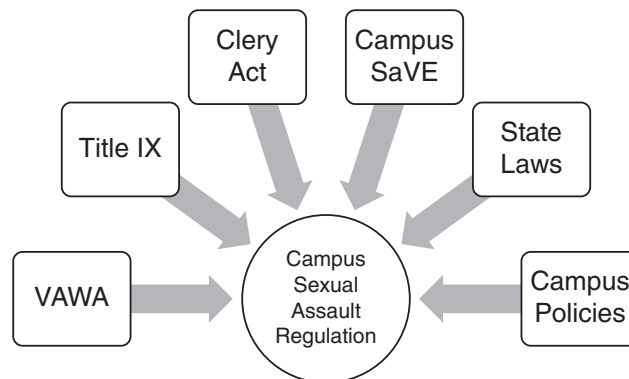 Clery
Act
Campus
SaVE
Title IX
State
Laws
VAWA
Campus
Sexual
Assault
Regulation
Campus
Policies